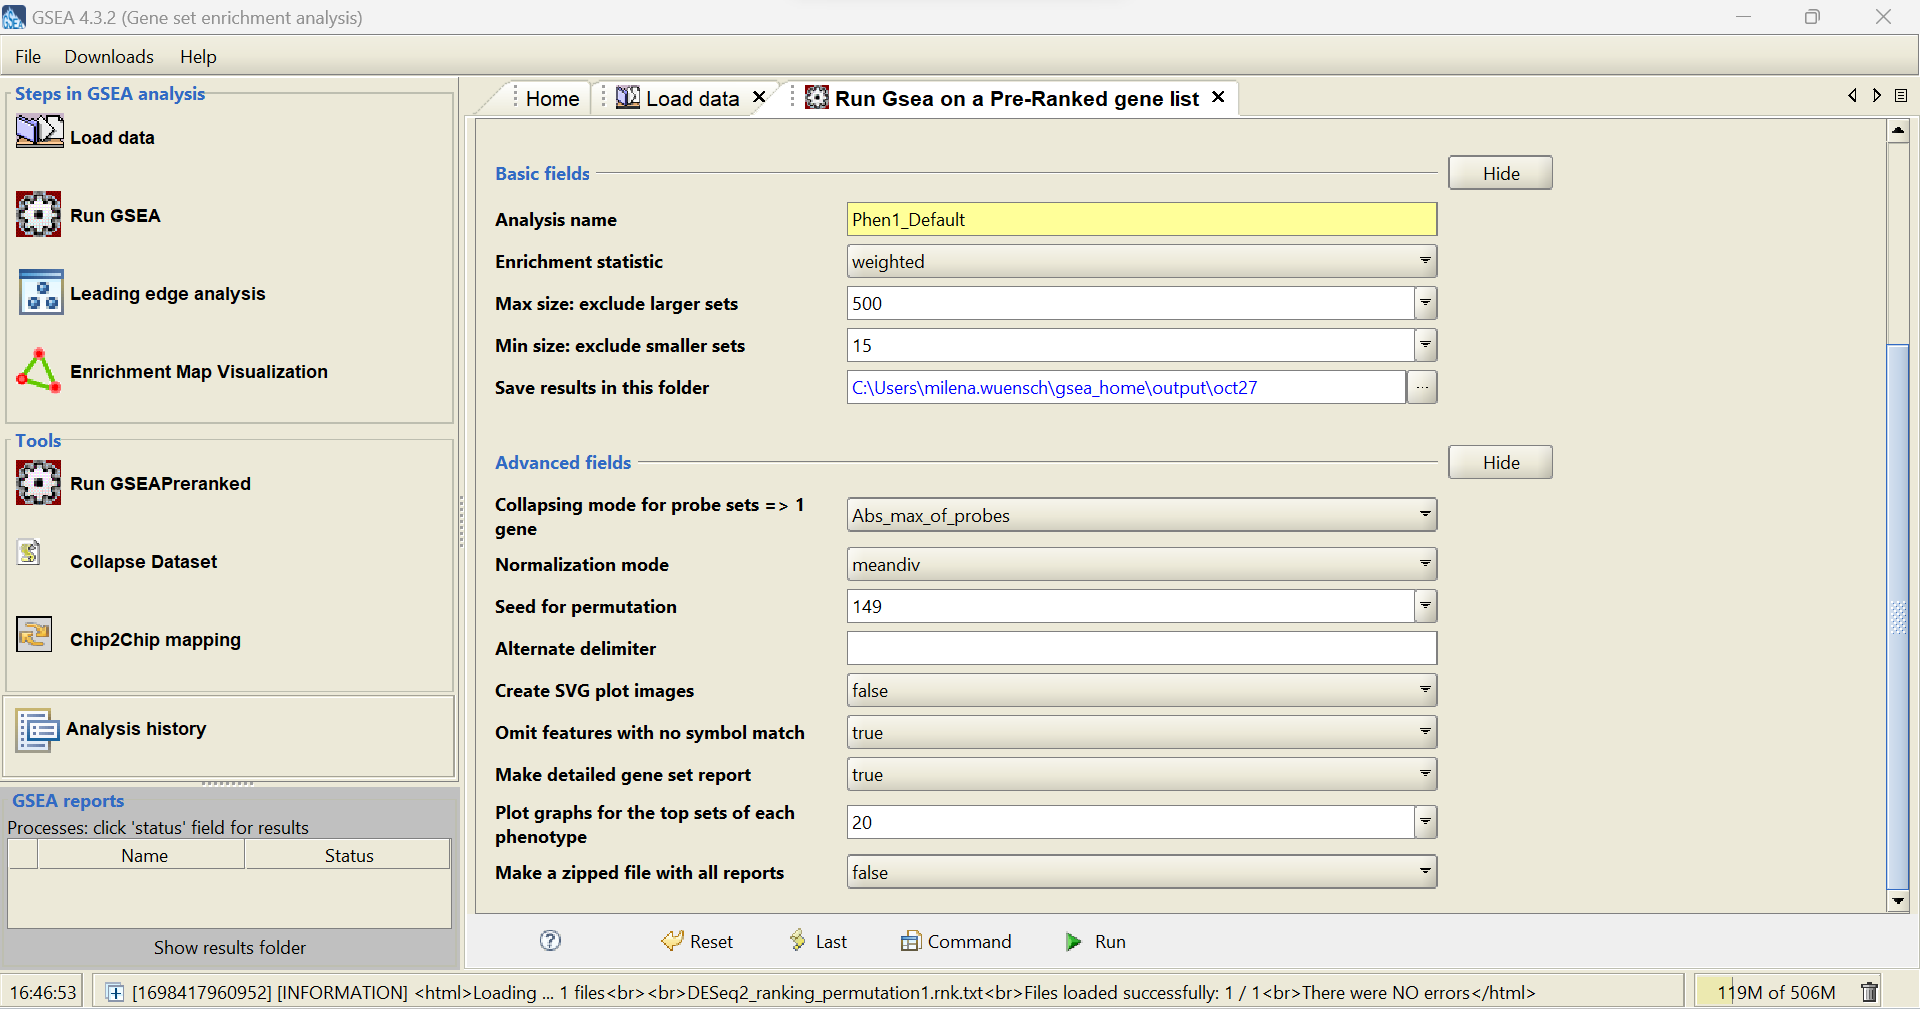 GSEA 4.3.2 (Gene set enrichment analysis)
File Downloads Help
Steps in GSEA analysis
Load data
Run GSEA
Leading edge analysis
Enrichment Map Visualization
Tools
Run GSEAPreranked
Collapse Dataset
Chip2Chip mapping
Analysis history
GSEA reports
Processes: click 'status' field for results
Name Status
Show results folder
Home Load data Run Gsea on a Pre-Ranked gene list
Basic fields Hide
Analysis name Phen1_Default
Enrichment statistic weighted
Max size: exclude larger sets 500
Min size: exclude smaller sets 15
Save results in this folder C:\Users\milena.wuensch\gsea_home\output\oct27 ...
Advanced fields Hide
Collapsing mode for probe sets => 1
gene Abs_max_of_probes
Normalization mode meandiv
Seed for permutation 149
Alternate delimiter
Create SVG plot images false
Omit features with no symbol match true
Make detailed gene set report true
Plot graphs for the top sets of each
phenotype 20
Make a zipped file with all reports false
? Reset Last Command Run
16:46:53 [1698417960952] [INFORMATION] <html>Loading ... 1 files<br><br>DESeq2_ranking_permutation1.rnk.txt<br>Files loaded successfully: 1 / 1<br>There were NO errors</html> 119M of 506M